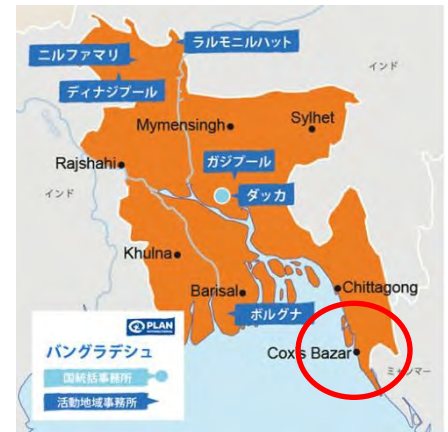 ラルモニルハット
ニルファマリ
インド
ディナジプール
Mymensingh
Sylhet
ガジプール
Rajshahi
ダッカ
インド
Khulna
Barisal
Chittagong
ボルグナ
PLAN
INTERNATIONAL
バングラデシュ
Cox's Bazar
ミャンマー
国統括事務所
活動地域事務所